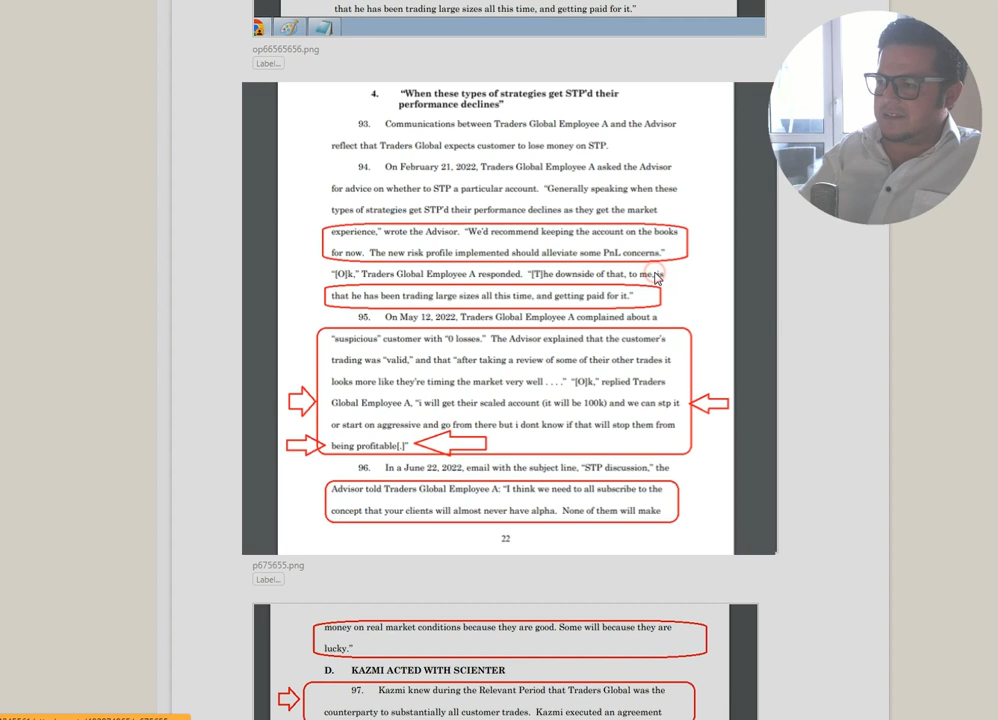 that he has been trading large sizes all this time, and getting paid for it."
op66565656.png
Label...
4. "When these types of strategies get STP'd their
performance declines"
93. Communications between Traders Global Employee A and the Advisor
reflect that Traders Global expects customer to lose money on STP.
94. On February 21, 2022, Traders Global Employee A asked the Advisor
for advice on whether to STP a particular account. "Generally speaking when these
types of strategies get STP'd their performance declines as they get the market
experience," wrote the Advisor. "We'd recommend keeping the account on the books
for now. The new risk profile implemented should alleviate some PnL concerns."
"[O]k," Traders Global Employee A responded. "[T]he downside of that, to me, is
that he has been trading large sizes all this time, and getting paid for it."
95. On May 12, 2022, Traders Global Employee A complained about a
"suspicious" customer with "0 losses." The Advisor explained that the customer's
trading was "valid," and that "after taking a review of some of their other trades it
looks more like they're timing the market very well . . . ." "[O]k," replied Traders
Global Employee A, "i will get their scaled account (it will be 100k) and we can stp it
or start on aggressive and go from there but i dont know if that will stop them from
being profitable[.]"
96. In a June 22, 2022, email with the subject line, "STP discussion," the
Advisor told Traders Global Employee A: "I think we need to all subscribe to the
concept that your clients will almost never have alpha. None of them will make
22
p675655.png
Label...
money on real market conditions because they are good. Some will because they are
lucky."
D. KAZMI ACTED WITH SCIENTER
97. Kazmi knew during the Relevant Period that Traders Global was the
counterparty to substantially all customer trades. Kazmi executed an agreement